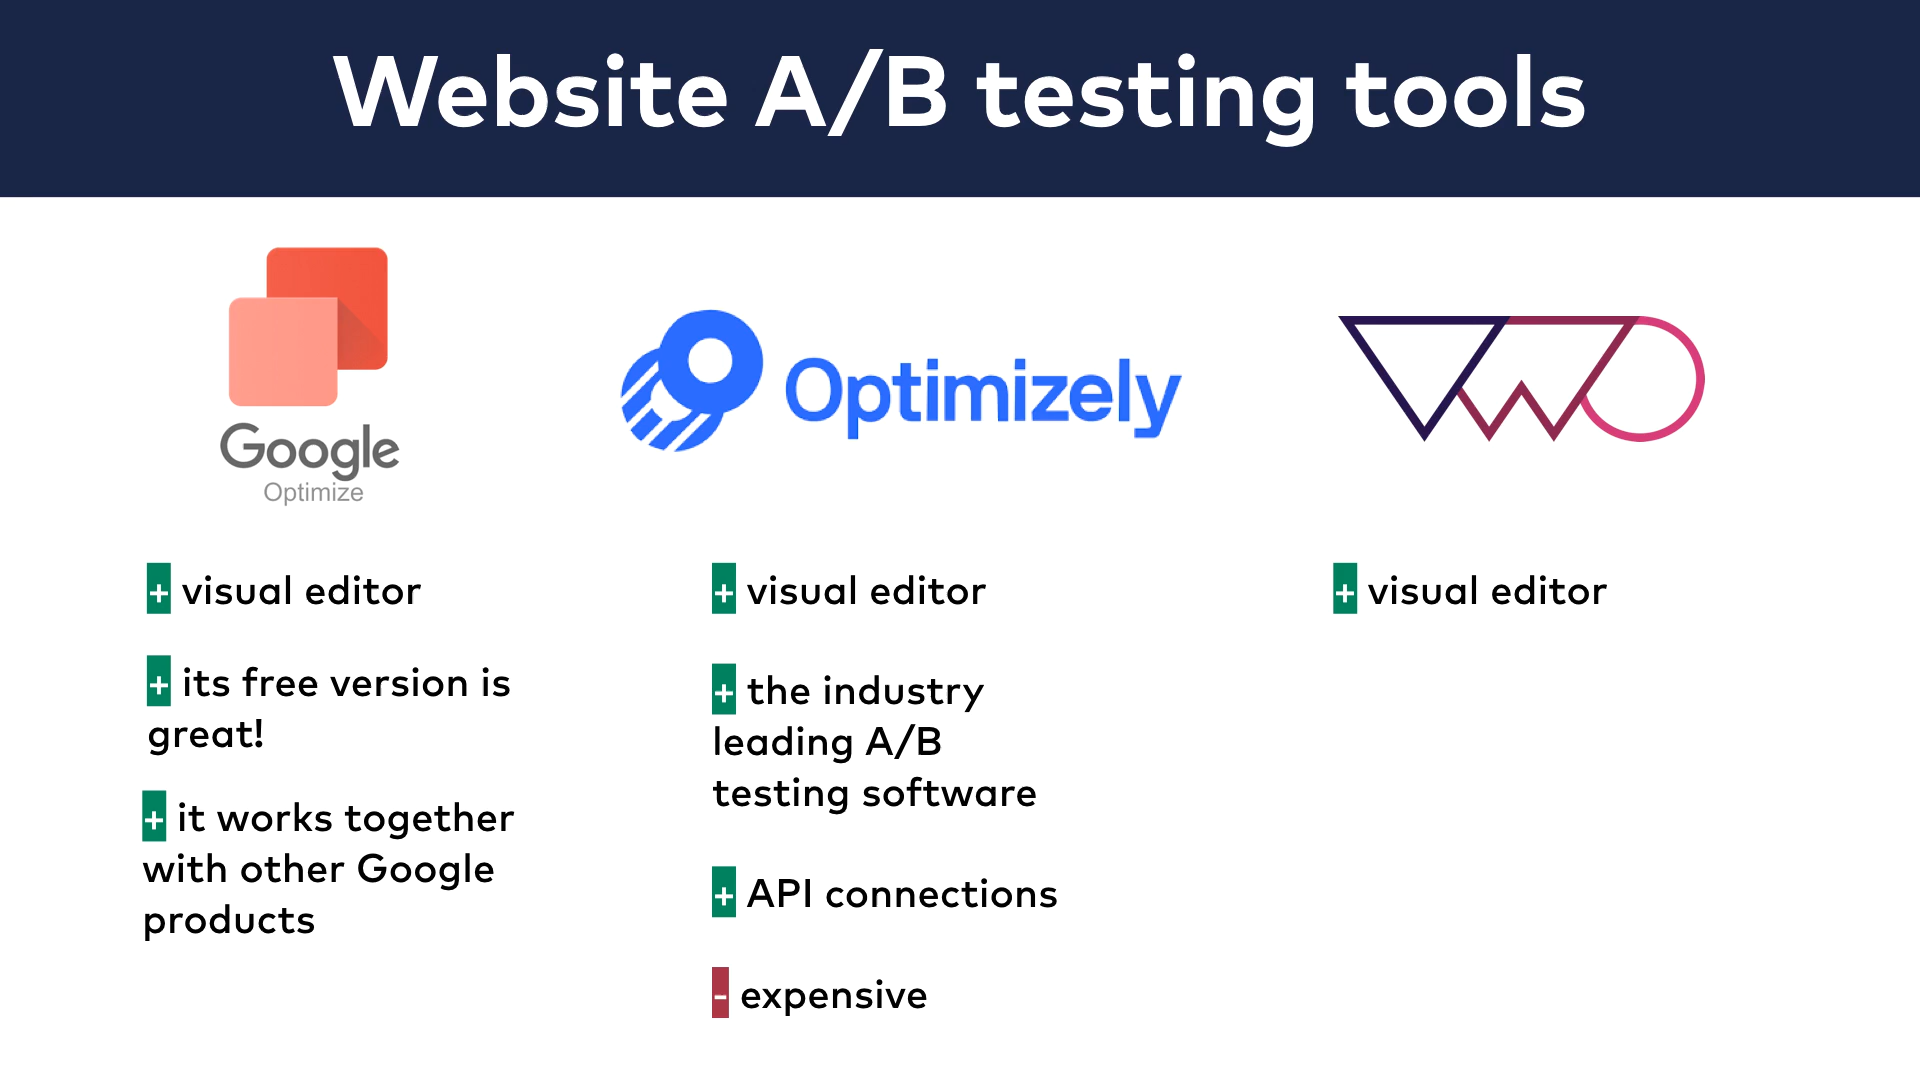 Website A/B testing tools
Google
Optimize
Optimizely
VWO
+ visual editor
+ its free version is
great!
+ it works together
with other Google
products
+ visual editor
+ the industry
leading A/B
testing software
+ API connections
- expensive
+ visual editor